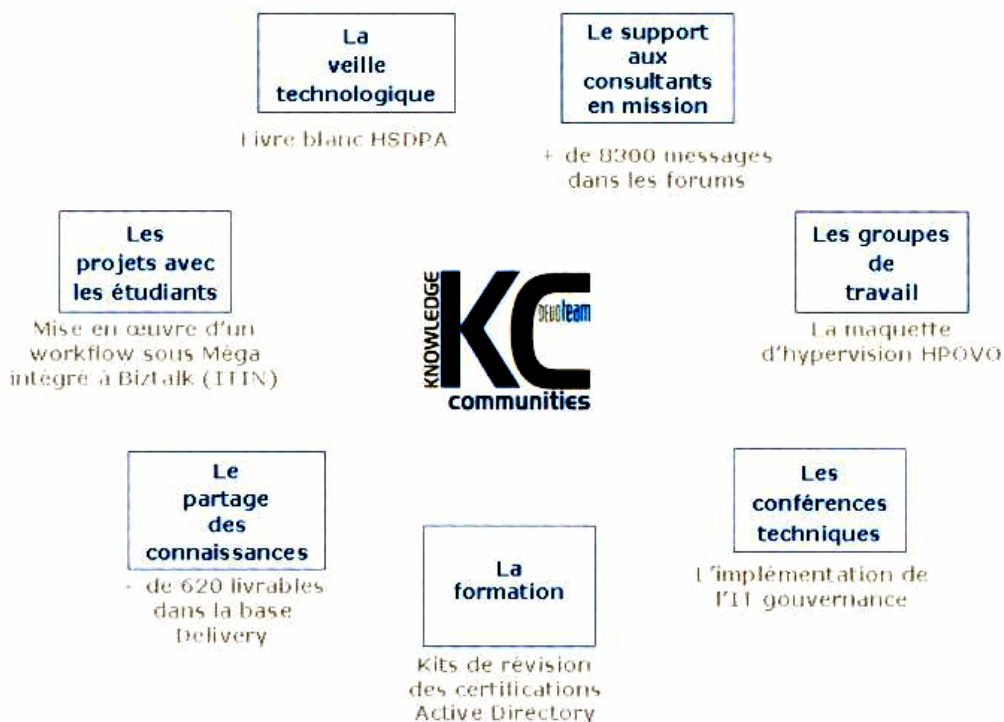 La
veille
technologique
Livre blanc HSDPA
Le support
aux
consultants
en mission
+ de 8300 messages
dans les forums
Les
projets avec
les étudiants
Mise en œuvre d'un
workflow sous Méga
intégré à Biztalk (ITIN)
KNOWLEDGE
KC
DEVOteam
communities
Les groupes
de
travail
La maquette
d'hypervision HPOVO
Le
partage
des
connaissances
- de 620 livrables
dans la base
Delivery
La
formation
Kits de révision
des certifications
Active Directory
Les
conférences
techniques
L'implémentation de
l'IT gouvernance